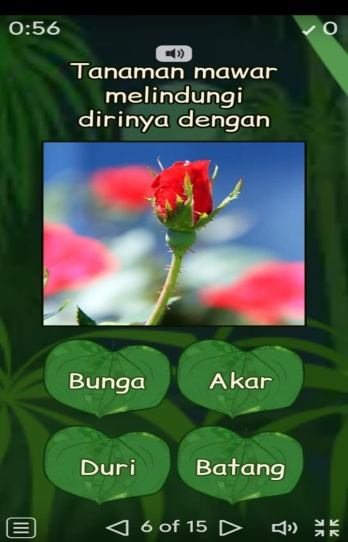 0:56
✓ 0
Tanaman mawar
melindungi
dirinya dengan
Bunga
Akar
Duri
Batang
6 of 15